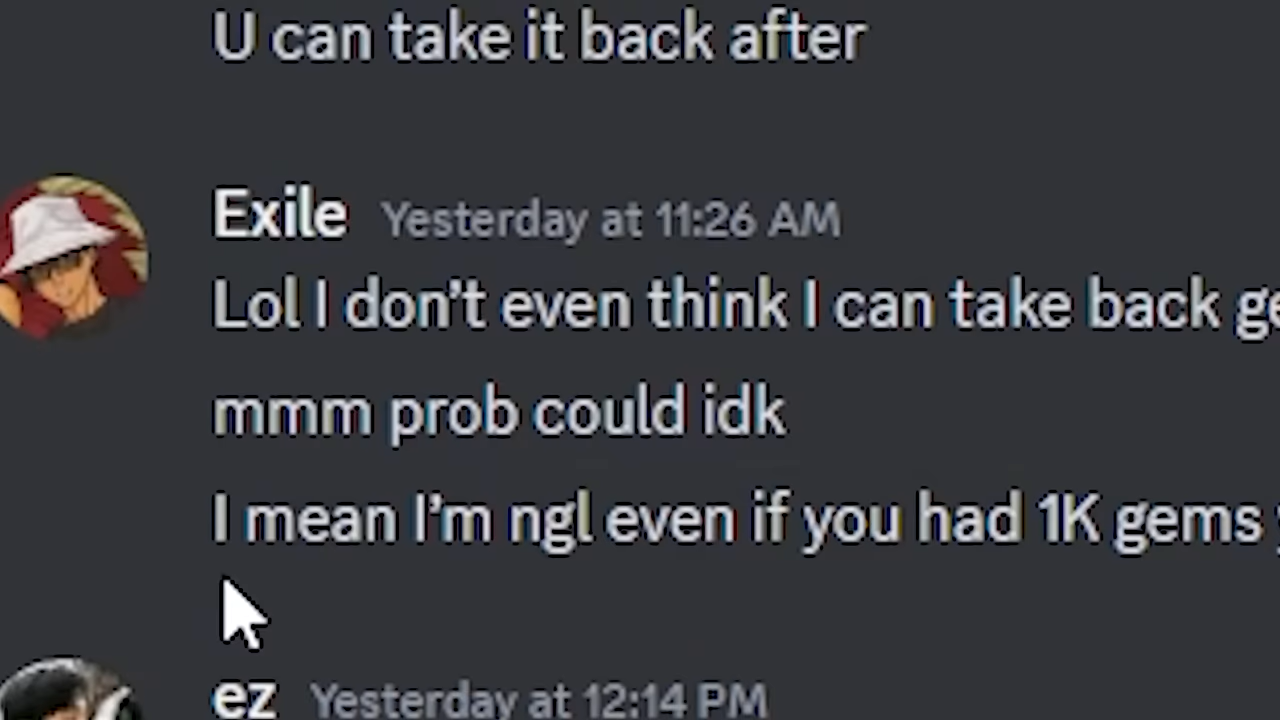 U can take it back after
Exile Yesterday at 11:26 AM
Lol I don't even think I can take back
mmm prob could idk
I mean I'm ngl even if you had 1K gems
ez Yesterday at 12:14 PM